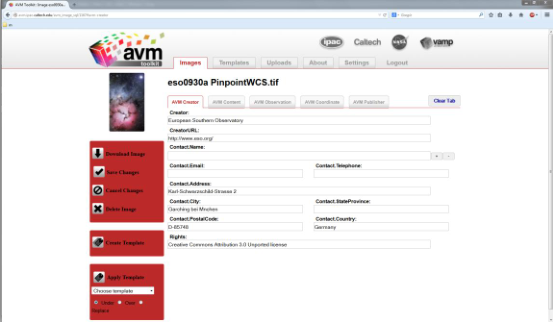 AVM Toolkit: Image eso0930a...
avm
toolkit
ipac
Caltech
vamp
Images
Templates
Uploads
About
Settings
Logout
eso0930a PinpointWCS.tif
AVM Creator
AVM Content
AVM Observation
AVM Coordinate
AVM Publisher
Clear Tab
Creator:
European Southern Observatory
CreatorURL:
http://www.eso.org/
Contact.Name:
Contact.Email:
Contact.Telephone:
Contact.Address:
Karl-Schwarzschild-Strasse 2
Contact.City:
Contact.StateProvince:
Garching bei München
Contact.PostalCode:
Contact.Country:
D-85748
Germany
Rights:
Creative Commons Attribution 3.0 Unported license
Download Image
Save Changes
Cancel Changes
Delete Image
Create Template
Apply Template
Choose template
Under
Over
Replace